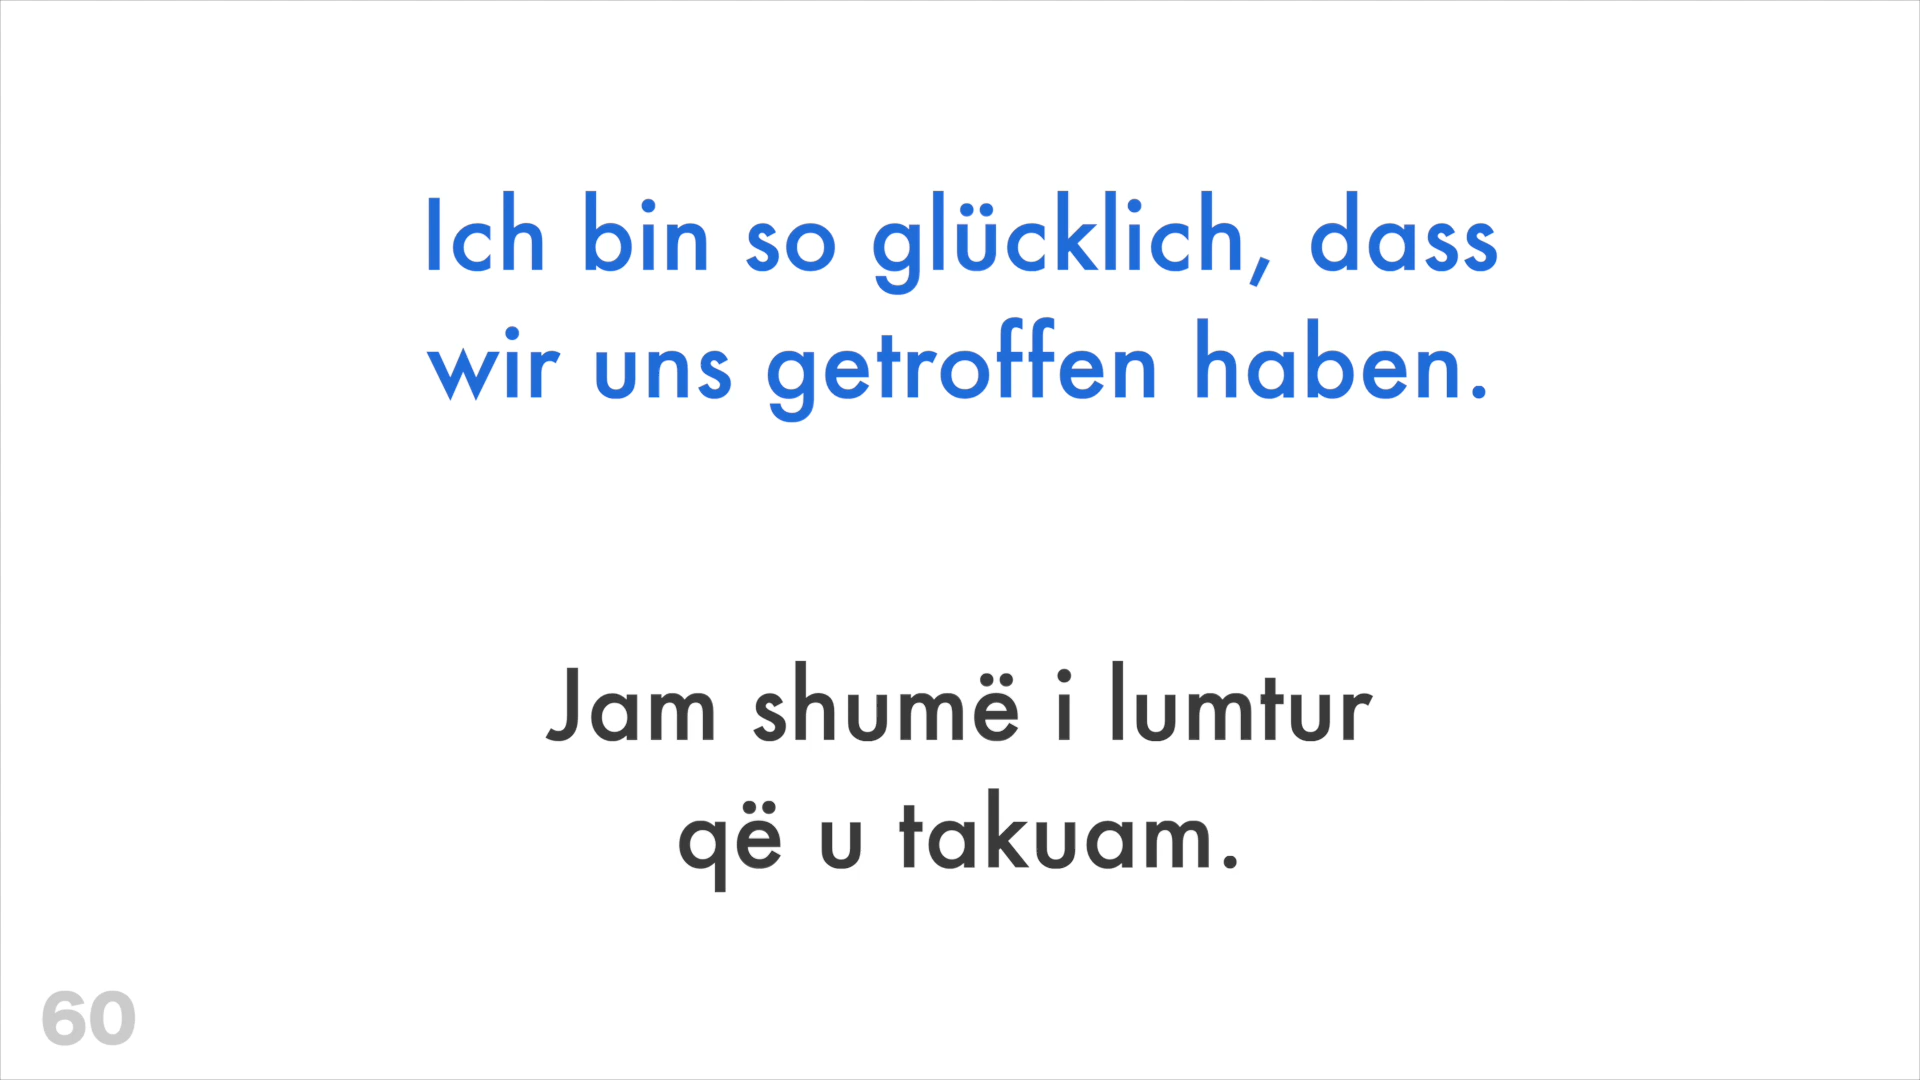 Ich bin so glücklich, dass
wir uns getroffen haben.
Jam shumë i lumtur
që u takuam.
60